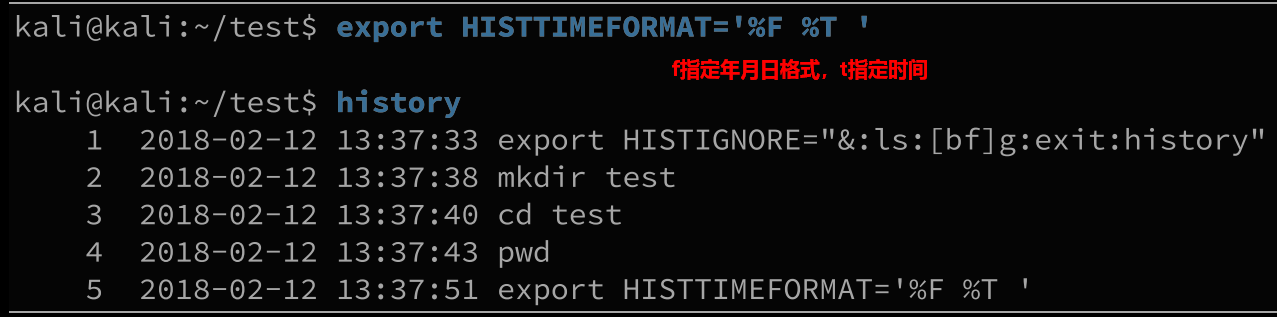 kali@kali:~/test$ export HISTTIMEFORMAT='%F %T '
f指定年月日格式，t指定时间
kali@kali:~/test$ history
1 2018-02-12 13:37:33 export HISTIGNORE="&:ls:[bf]g:exit:history"
2 2018-02-12 13:37:38 mkdir test
3 2018-02-12 13:37:40 cd test
4 2018-02-12 13:37:43 pwd
5 2018-02-12 13:37:51 export HISTTIMEFORMAT='%F %T '